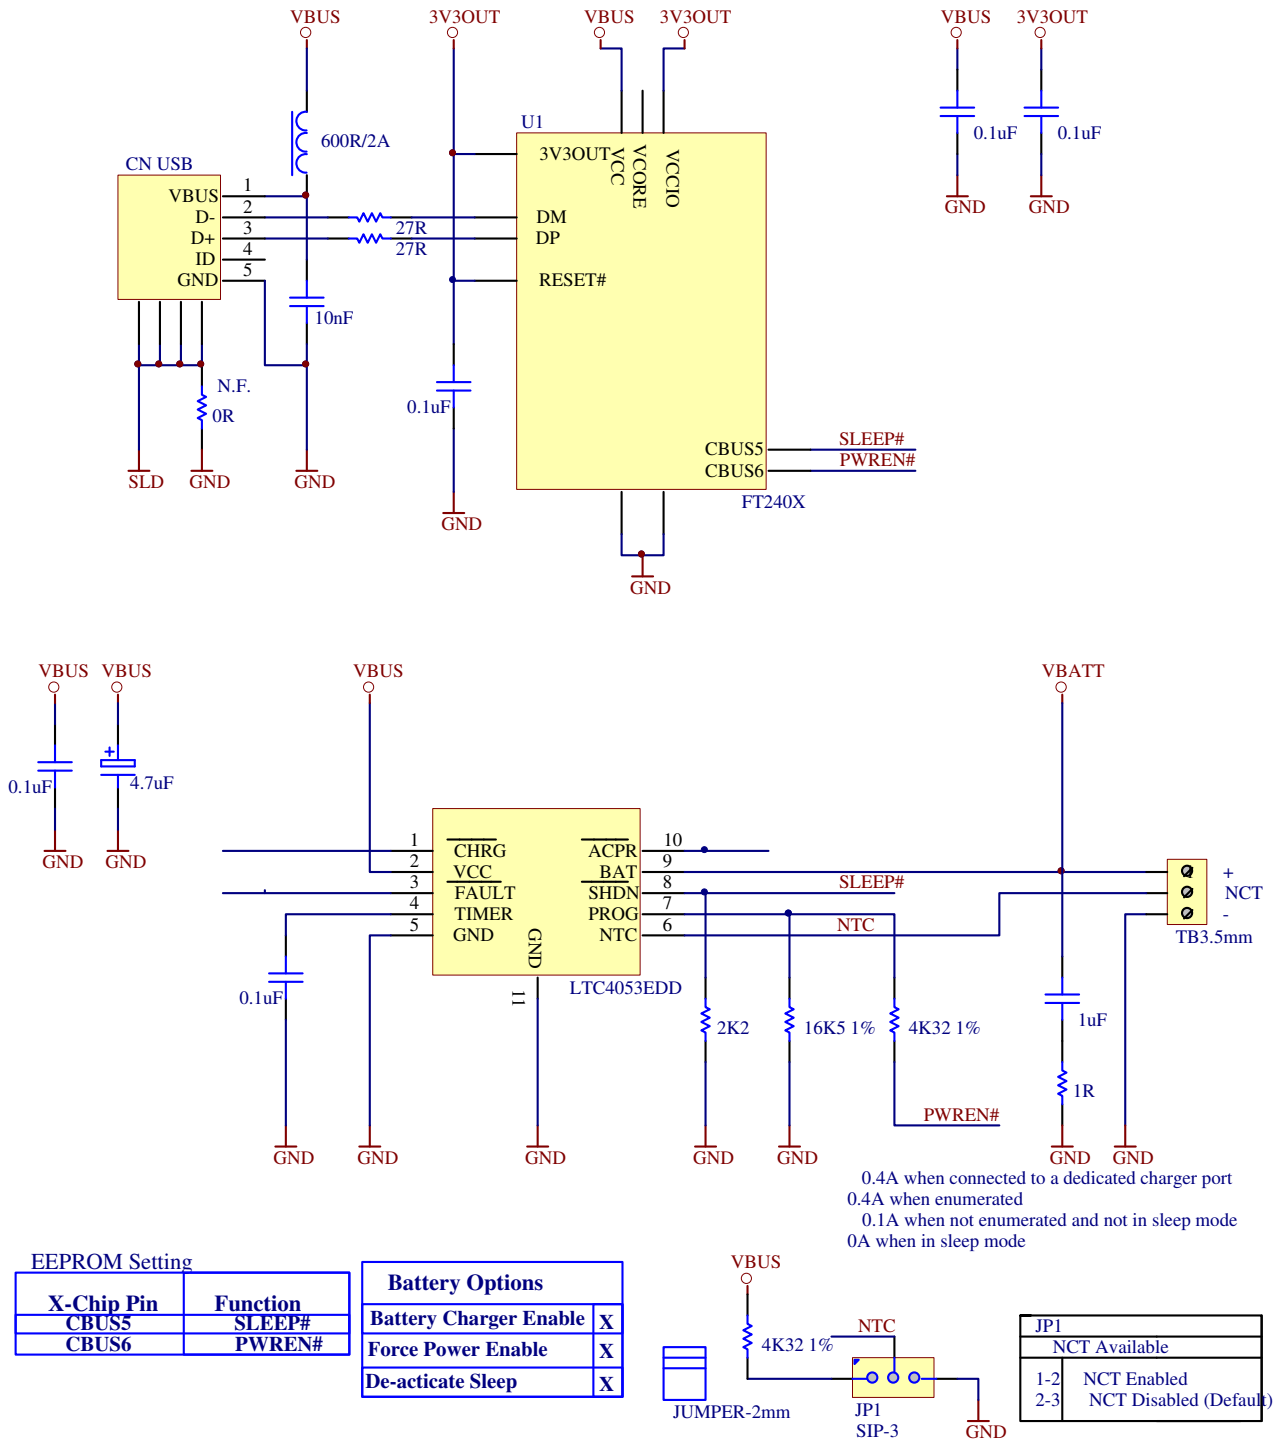 VBUS 3V3OUT VBUS 3V3OUT VBUS 3V3OUT
600R/2A
U1
0.1uF 0.1uF
GND GND
3V3OUT VCC VCORE VCCIO
CN USB
VBUS 1
D- 2
D+ 3
ID 4
GND 5
27R
27R
DM
DP
RESET#
10nF
N.F.
0R
0.1uF
CBUS5 SLEEP#
CBUS6 PWREN#
SLD GND GND
FT240X
GND
GND
VBUS VBUS VBUS VBATT
0.1uF 4.7uF
GND GND
1 CHRG ACPR 10
2 VCC BAT 9
3 FAULT SHDN 8 SLEEP#
4 TIMER PROG 7
5 GND GND NTC 6 NTC
+
NCT
-
TB3.5mm
11
LTC4053EDD
0.1uF
2K2 16K5 1% 4K32 1% 1uF
1R
PWREN#
GND GND GND GND GND GND GND
0.4A when connected to a dedicated charger port
0.4A when enumerated
0.1A when not enumerated and not in sleep mode
0A when in sleep mode
EEPROM Setting
X-Chip Pin Function
CBUS5 SLEEP#
CBUS6 PWREN#
Battery Options
Battery Charger Enable X
Force Power Enable X
De-acticate Sleep X
VBUS
4K32 1%
NTC
JUMPER-2mm
JP1
SIP-3
GND
JP1
NCT Available
1-2 NCT Enabled
2-3 NCT Disabled (Default)